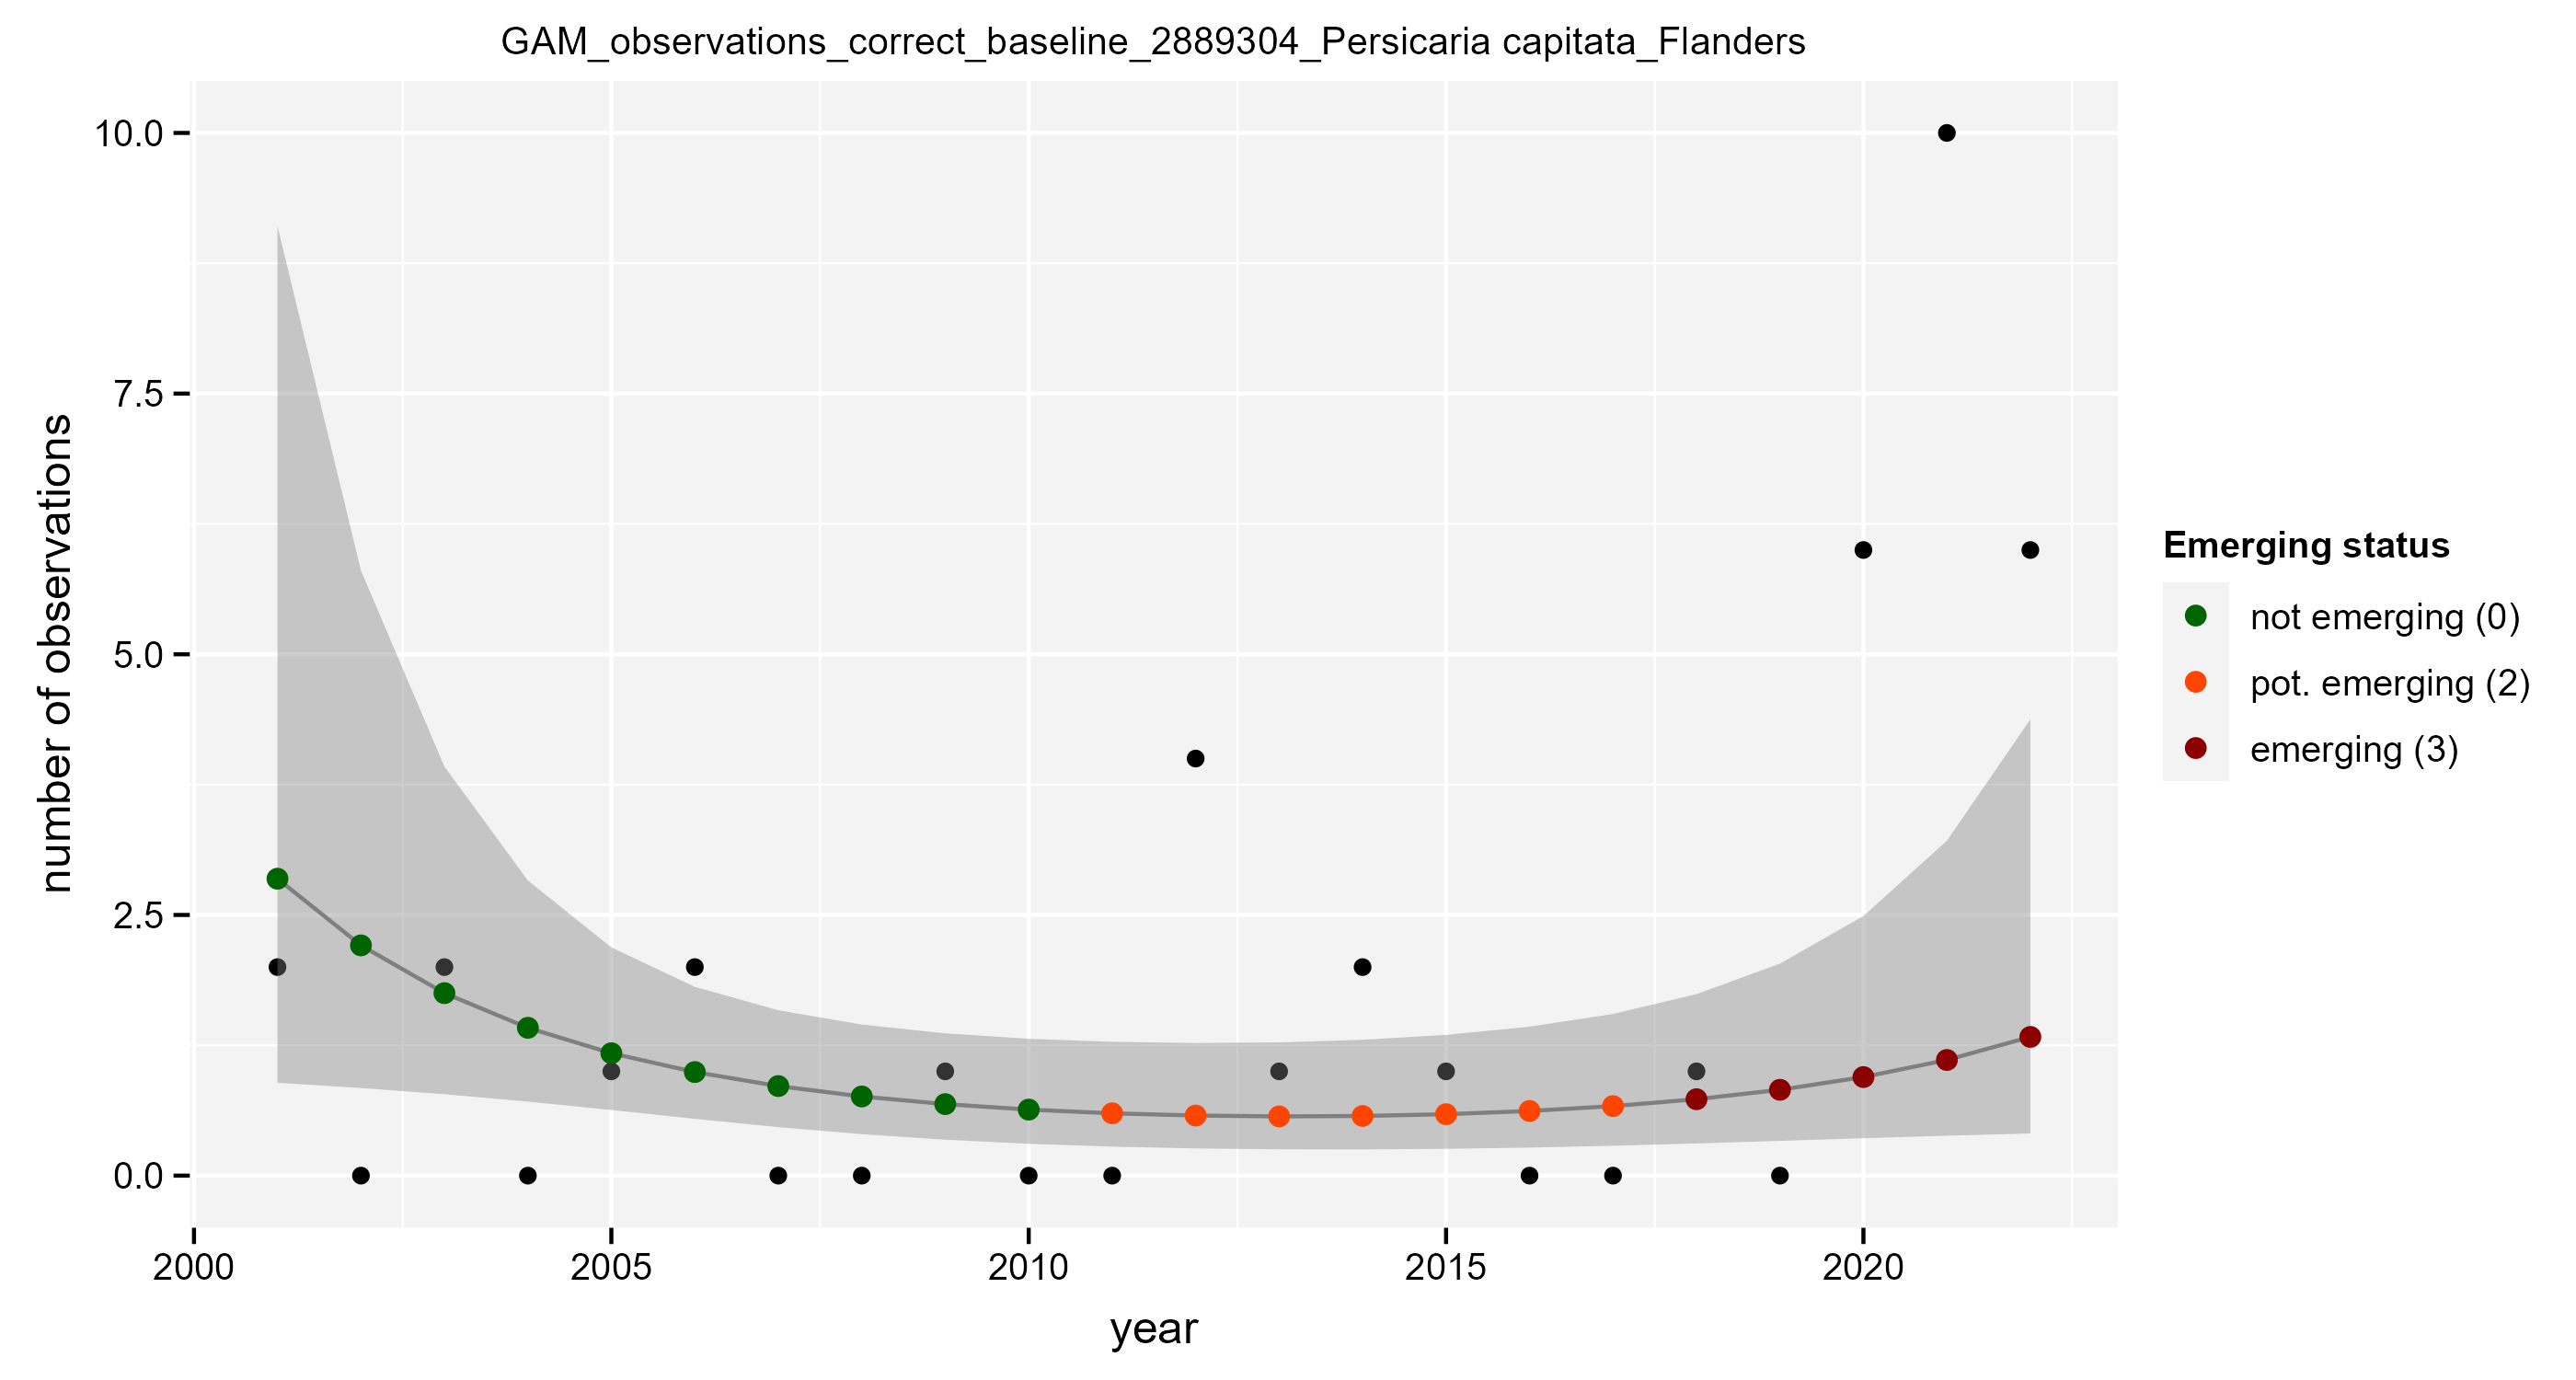 GAM_observations_correct_baseline_2889304_Persicaria capitata_Flanders
number of observations
10.0
7.5
5.0
2.5
0.0
2000 2005 2010 2015 2020
year
Emerging status
not emerging (0)
pot. emerging (2)
emerging (3)